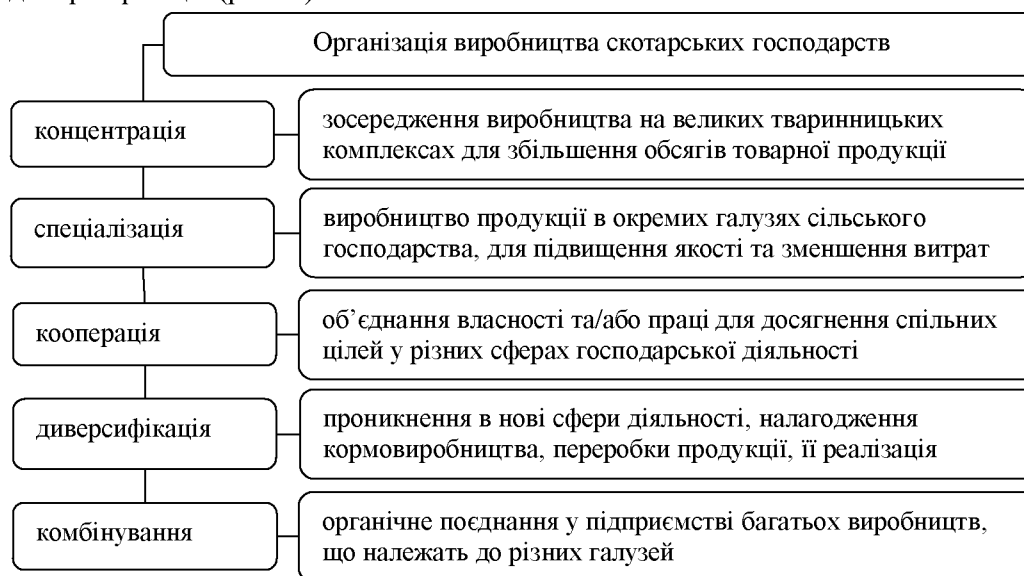 Організація виробництва скотарських господарств
концентрація
зосередження виробництва на великих тваринницьких
комплексах для збільшення обсягів товарної продукції
спеціалізація
виробництво продукції в окремих галузях сільського
господарства, для підвищення якості та зменшення витрат
кооперація
об’єднання власності та/або праці для досягнення спільних
цілей у різних сферах господарської діяльності
диверсифікація
проникнення в нові сфери діяльності, налагодження
кормовиробництва, переробки продукції, її реалізація
комбінування
органічне поєднання у підприємстві багатьох виробництв,
що належать до різних галузей